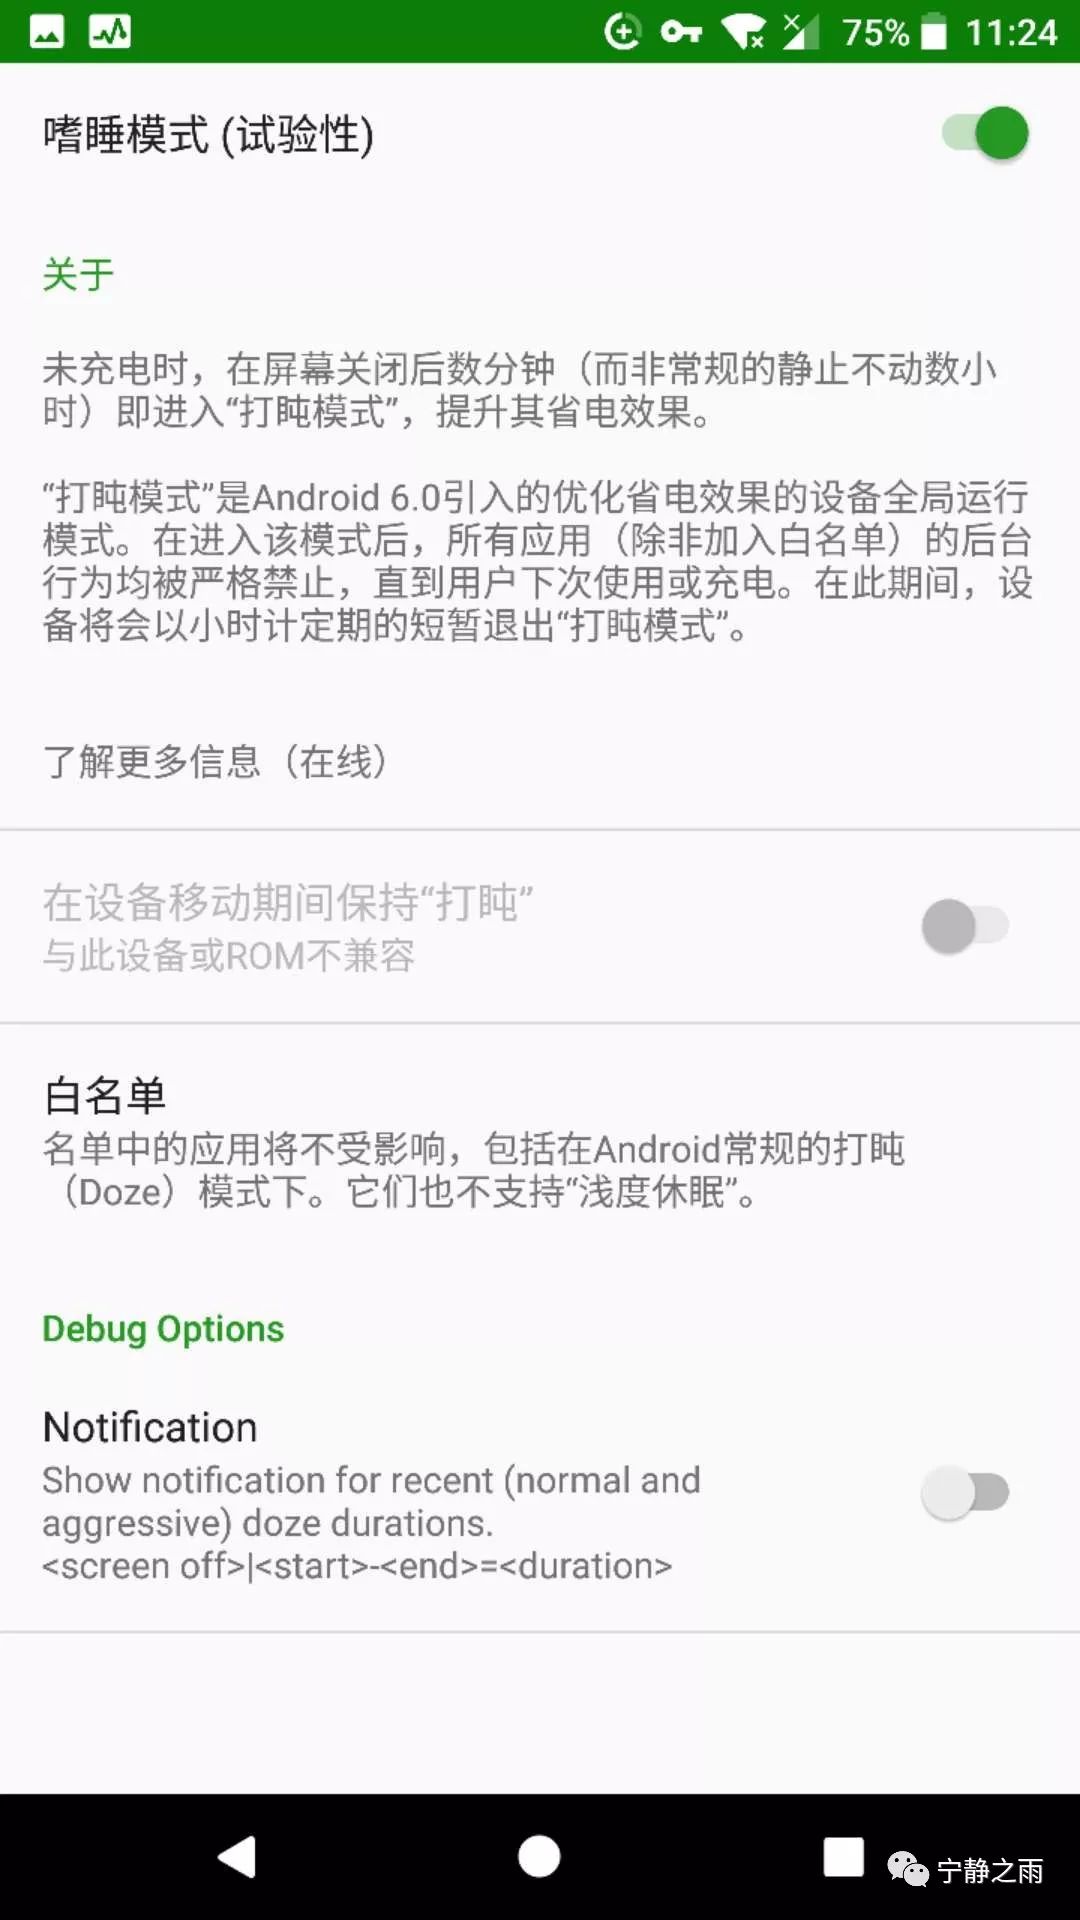 75% 11:24
嗜睡模式 (试验性)
关于
未充电时，在屏幕关闭后数分钟（而非常规的静止不动数小
时）即进入“打盹模式”，提升其省电效果。
“打盹模式”是Android 6.0引入的优化省电效果的设备全局运行
模式。在进入该模式后，所有应用（除非加入白名单）的后台
行为均被严格禁止，直到用户下次使用或充电。在此期间，设
备将会以小时计定期的短暂退出“打盹模式”。
了解更多信息（在线）
在设备移动期间保持“打盹”
与此设备或ROM不兼容
白名单
名单中的应用将不受影响，包括在Android常规的打盹
（Doze）模式下。它们也不支持“浅度休眠”。
Debug Options
Notification
Show notification for recent (normal and
aggressive) doze durations.
<screen off>|<start>-<end>=<duration>
宁静之雨